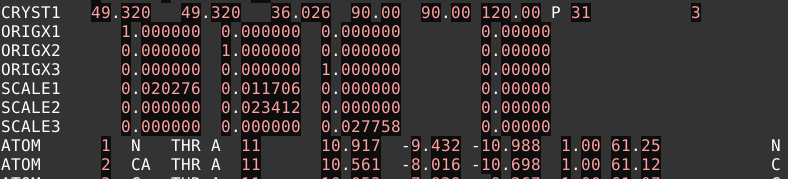 CRYST1   49.320   49.320   36.026  90.00  90.00 120.00 P 31          3
ORIGX1      1.000000  0.000000  0.000000        0.00000
ORIGX2      0.000000  1.000000  0.000000        0.00000
ORIGX3      0.000000  0.000000  1.000000        0.00000
SCALE1      0.020276  0.011706  0.000000        0.00000
SCALE2      0.000000  0.023412  0.000000        0.00000
SCALE3      0.000000  0.000000  0.027758        0.00000
ATOM      1  N   THR A  11      10.917  -9.432 -10.988  1.00 61.25           N
ATOM      2  CA  THR A  11      10.561  -8.016 -10.698  1.00 61.12           C